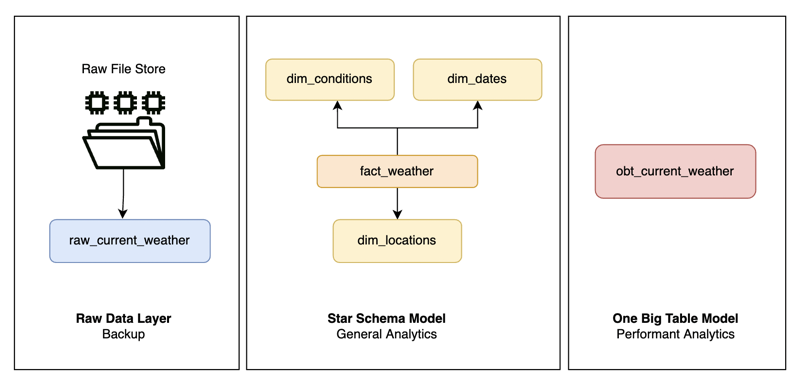 Raw File Store
raw_current_weather
Raw Data Layer
Backup
dim_conditions
dim_dates
fact_weather
dim_locations
Star Schema Model
General Analytics
obt_current_weather
One Big Table Model
Performant Analytics